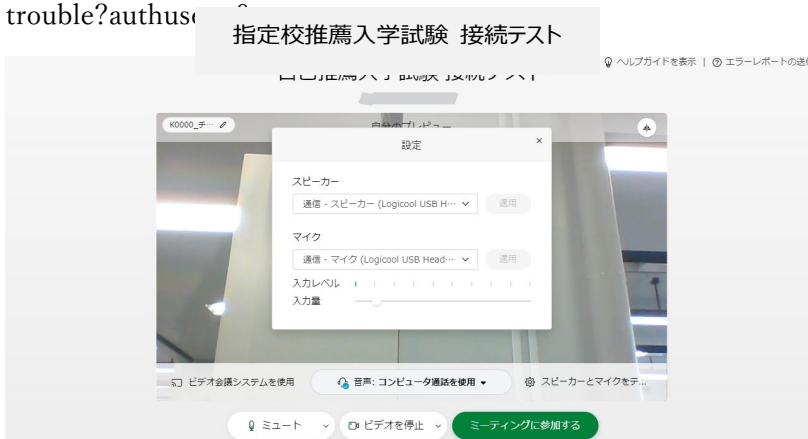 trouble?authus
指定校推薦入学試験 接続テスト
ヘルプガイドを表示 | エラーレポートの送
K0000_チ…
自分のプレビュー
設定
×
スピーカー
通信 - スピーカー (Logicool USB H… 適用
マイク
通信 - マイク (Logicool USB Head… 適用
入力レベル
入力量
ビデオ会議システムを使用 音声: コンピュータ通話を使用 スピーカーとマイクをテ…
ミュート ビデオを停止 ミーティングに参加する